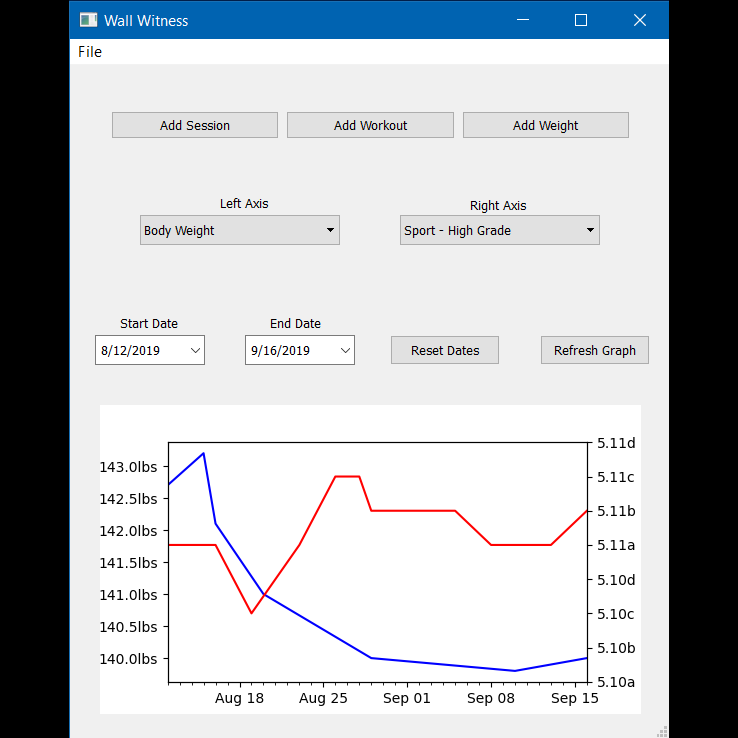 Wall Witness
File
Add Session Add Workout Add Weight
Left Axis Right Axis
Body Weight Sport - High Grade
Start Date End Date
8/12/2019 9/16/2019 Reset Dates Refresh Graph
5.11d
143.0lbs 5.11c
142.5lbs 5.11b
142.0lbs
141.5lbs 5.11a
141.0lbs 5.10d
140.5lbs 5.10c
140.0lbs 5.10b
5.10a
Aug 18 Aug 25 Sep 01 Sep 08 Sep 15